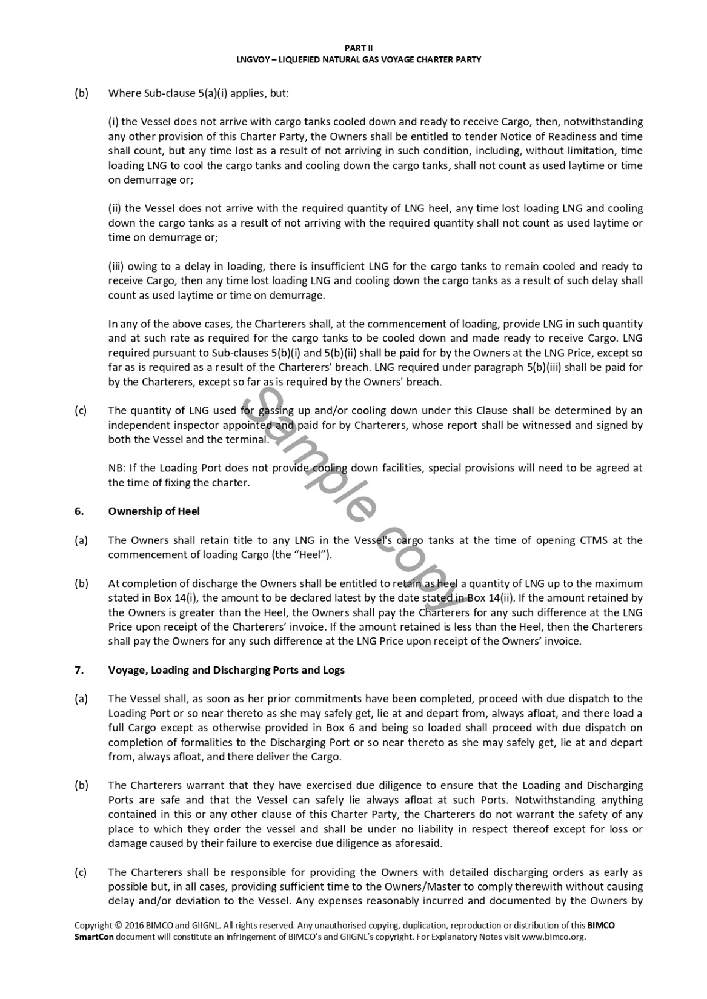 PART II
LNGVOY – LIQUEFIED NATURAL GAS VOYAGE CHARTER PARTY
(b) Where Sub-clause 5(a)(i) applies, but:
(i) the Vessel does not arrive with cargo tanks cooled down and ready to receive Cargo, then, notwithstanding
any other provision of this Charter Party, the Owners shall be entitled to tender Notice of Readiness and time
shall count, but any time lost as a result of not arriving in such condition, including, without limitation, time
loading LNG to cool the cargo tanks and cooling down the cargo tanks, shall not count as used laytime or time
on demurrage or;
(ii) the Vessel does not arrive with the required quantity of LNG heel, any time lost loading LNG and cooling
down the cargo tanks as a result of not arriving with the required quantity shall not count as used laytime or
time on demurrage or;
(iii) owing to a delay in loading, there is insufficient LNG for the cargo tanks to remain cooled and ready to
receive Cargo, then any time lost loading LNG and cooling down the cargo tanks as a result of such delay shall
count as used laytime or time on demurrage.
In any of the above cases, the Charterers shall, at the commencement of loading, provide LNG in such quantity
and at such rate as required for the cargo tanks to be cooled down and made ready to receive Cargo. LNG
required pursuant to Sub-clauses 5(b)(i) and 5(b)(ii) shall be paid for by the Owners at the LNG Price, except so
far as is required as a result of the Charterers' breach. LNG required under paragraph 5(b)(iii) shall be paid for
by the Charterers, except so far as is required by the Owners' breach.
(c) The quantity of LNG used for gassing up and/or cooling down under this Clause shall be determined by an
independent inspector appointed and paid for by Charterers, whose report shall be witnessed and signed by
both the Vessel and the terminal.
NB: If the Loading Port does not provide cooling down facilities, special provisions will need to be agreed at
the time of fixing the charter.
6. Ownership of Heel
(a) The Owners shall retain title to any LNG in the Vessel's cargo tanks at the time of opening CTMS at the
commencement of loading Cargo (the “Heel”).
(b) At completion of discharge the Owners shall be entitled to retain as heel a quantity of LNG up to the maximum
stated in Box 14(i), the amount to be declared latest by the date stated in Box 14(ii). If the amount retained by
the Owners is greater than the Heel, the Owners shall pay the Charterers for any such difference at the LNG
Price upon receipt of the Charterers’ invoice. If the amount retained is less than the Heel, then the Charterers
shall pay the Owners for any such difference at the LNG Price upon receipt of the Owners’ invoice.
7. Voyage, Loading and Discharging Ports and Logs
(a) The Vessel shall, as soon as her prior commitments have been completed, proceed with due dispatch to the
Loading Port or so near thereto as she may safely get, lie at and depart from, always afloat, and there load a
full Cargo except as otherwise provided in Box 6 and being so loaded shall proceed with due dispatch on
completion of formalities to the Discharging Port or so near thereto as she may safely get, lie at and depart
from, always afloat, and there deliver the Cargo.
(b) The Charterers warrant that they have exercised due diligence to ensure that the Loading and Discharging
Ports are safe and that the Vessel can safely lie always afloat at such Ports. Notwithstanding anything
contained in this or any other clause of this Charter Party, the Charterers do not warrant the safety of any
place to which they order the vessel and shall be under no liability in respect thereof except for loss or
damage caused by their failure to exercise due diligence as aforesaid.
(c) The Charterers shall be responsible for providing the Owners with detailed discharging orders as early as
possible but, in all cases, providing sufficient time to the Owners/Master to comply therewith without causing
delay and/or deviation to the Vessel. Any expenses reasonably incurred and documented by the Owners by
Copyright © 2016 BIMCO and GIIGNL. All rights reserved. Any unauthorised copying, duplication, reproduction or distribution of this BIMCO
SmartCon document will constitute an infringement of BIMCO’s and GIIGNL’s copyright. For Explanatory Notes visit www.bimco.org.
Sample copy